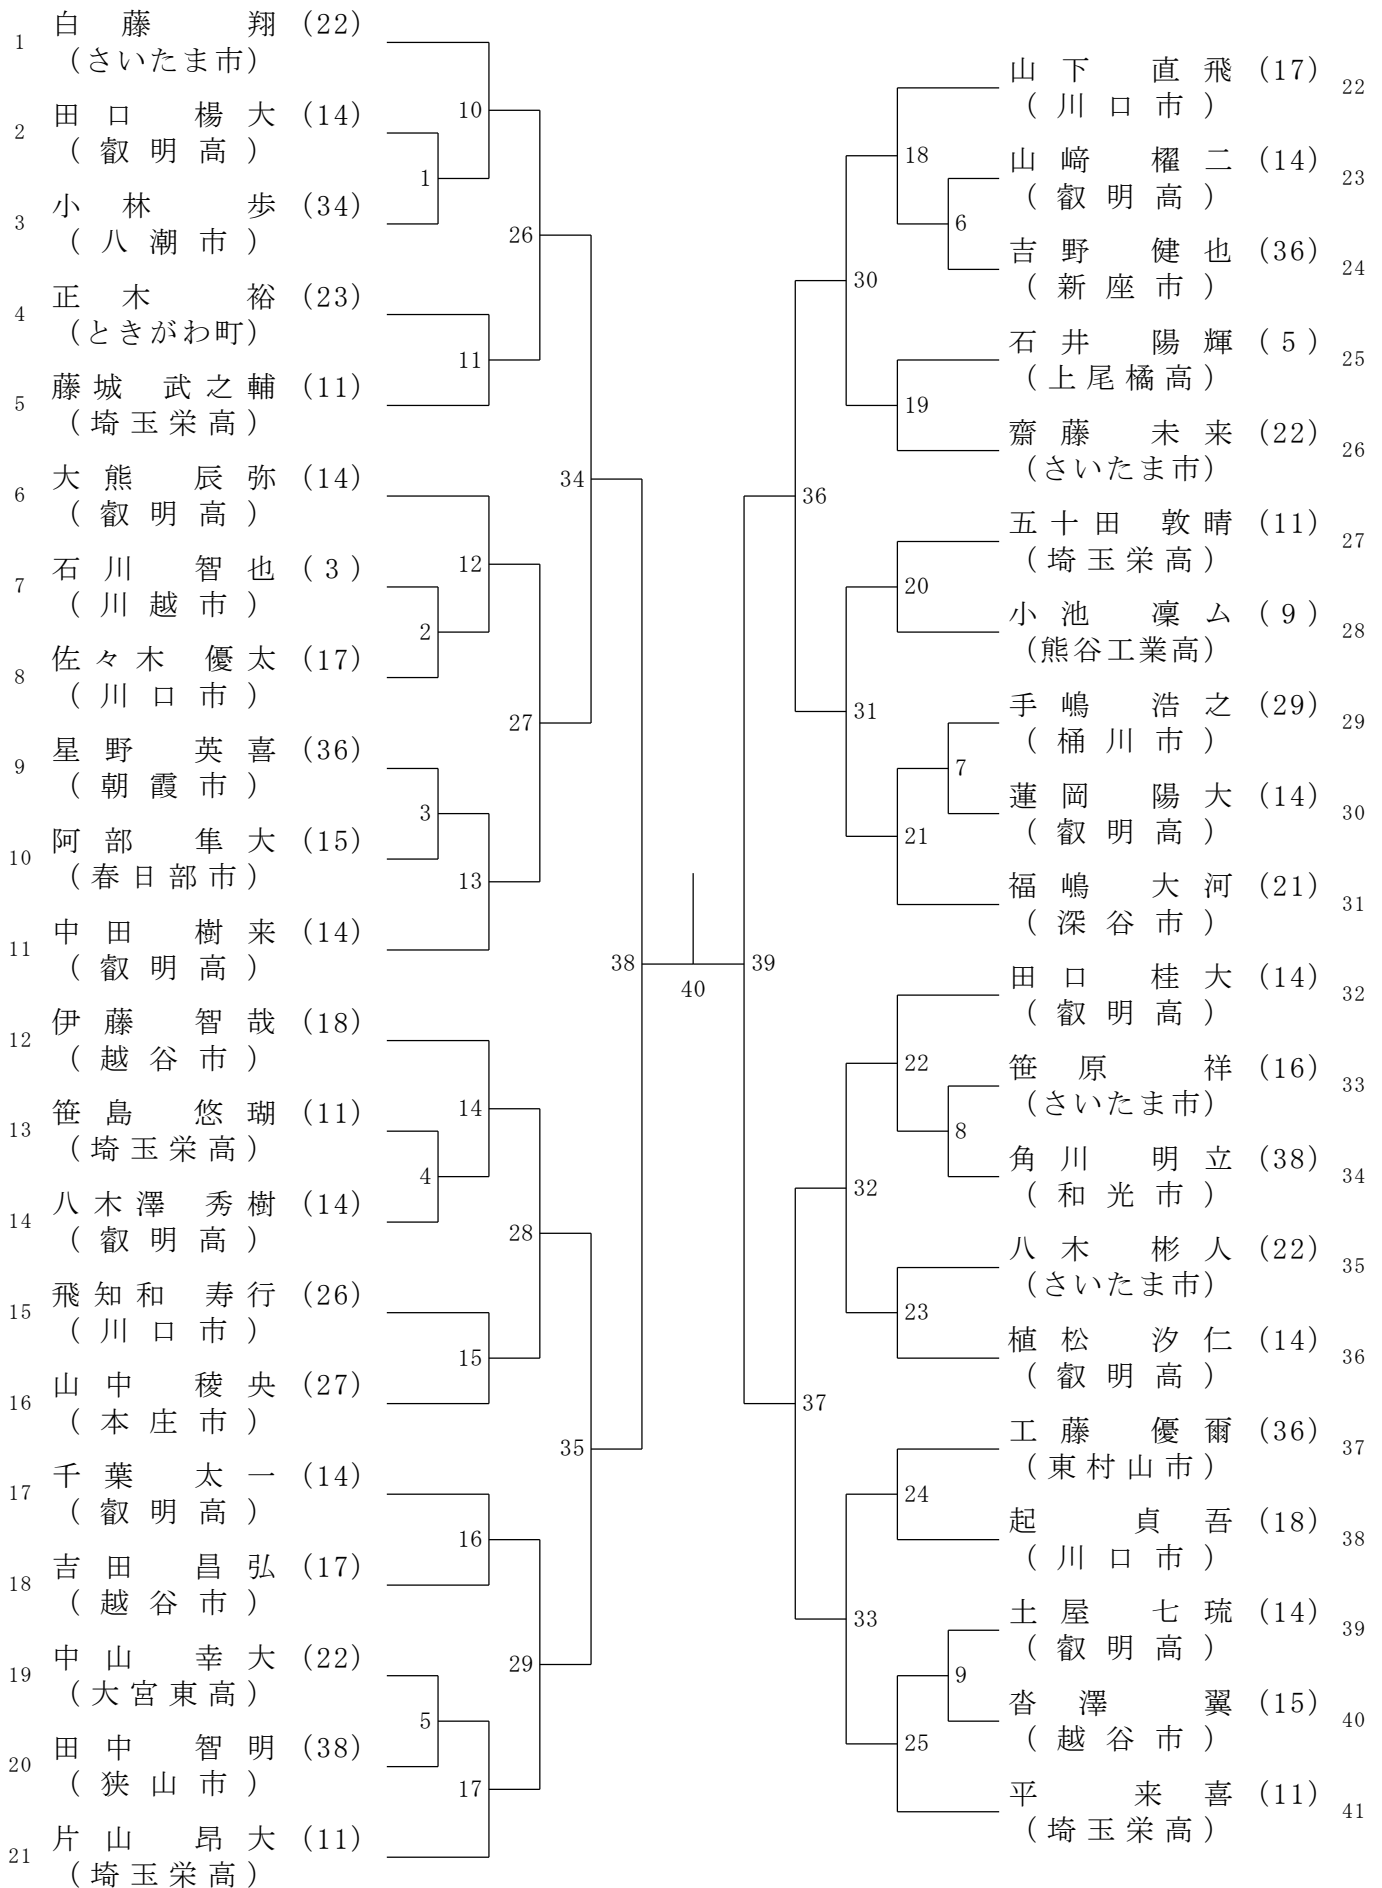 1 白藤 翔 (22)
(さいたま市)
2 田口 楊大 (14)
(叡明高)
3 小林 歩 (34)
(八潮市)
4 正木 裕 (23)
(ときがわ町)
5 藤城 武之輔 (11)
(埼玉栄高)
6 大熊 辰弥 (14)
(叡明高)
7 石川 智也 (3)
(川越市)
8 佐々木 優太 (17)
(川口市)
9 星野 英喜 (36)
(朝霞市)
10 阿部 隼大 (15)
(春日部市)
11 中田 樹来 (14)
(叡明高)
12 伊藤 智哉 (18)
(越谷市)
13 笹島 悠瑚 (11)
(埼玉栄高)
14 八木澤 秀樹 (14)
(叡明高)
15 飛知和 寿行 (26)
(川口市)
16 山中 稜央 (27)
(本庄市)
17 千葉 太一 (14)
(叡明高)
18 吉田 昌弘 (17)
(越谷市)
19 中山 幸大 (22)
(大宮東高)
20 田中 智明 (38)
(狭山市)
21 片山 昂大 (11)
(埼玉栄高)
1
2
3
4
5
10
11
12
13
14
15
16
17
26
27
28
29
34
35
38
40
39
36
37
30
31
32
33
18
19
20
21
22
23
24
25
6
7
8
9
山下 直飛 (17) 22
(川口市)
山﨑 櫂二 (14) 23
(叡明高)
吉野 健也 (36) 24
(新座市)
石井 陽輝 (5) 25
(上尾橘高)
齋藤 未来 (22) 26
(さいたま市)
五十田 敦晴 (11) 27
(埼玉栄高)
小池 凜ム (9) 28
(熊谷工業高)
手嶋 浩之 (29) 29
(桶川市)
蓮岡 陽大 (14) 30
(叡明高)
福嶋 大河 (21) 31
(深谷市)
田口 桂大 (14) 32
(叡明高)
笹原 祥 (16) 33
(さいたま市)
角川 明立 (38) 34
(和光市)
八木 彬人 (22) 35
(さいたま市)
植松 汐仁 (14) 36
(叡明高)
工藤 優爾 (36) 37
(東村山市)
起 貞吾 (18) 38
(川口市)
土屋 七琉 (14) 39
(叡明高)
沓澤 翼 (15) 40
(越谷市)
平 来喜 (11) 41
(埼玉栄高)